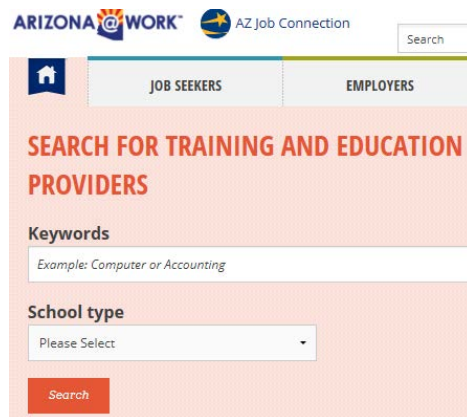 ARIZONA@WORK™ AZ Job Connection
Search
JOB SEEKERS EMPLOYERS
SEARCH FOR TRAINING AND EDUCATION
PROVIDERS
Keywords
Example: Computer or Accounting
School type
Please Select
Search